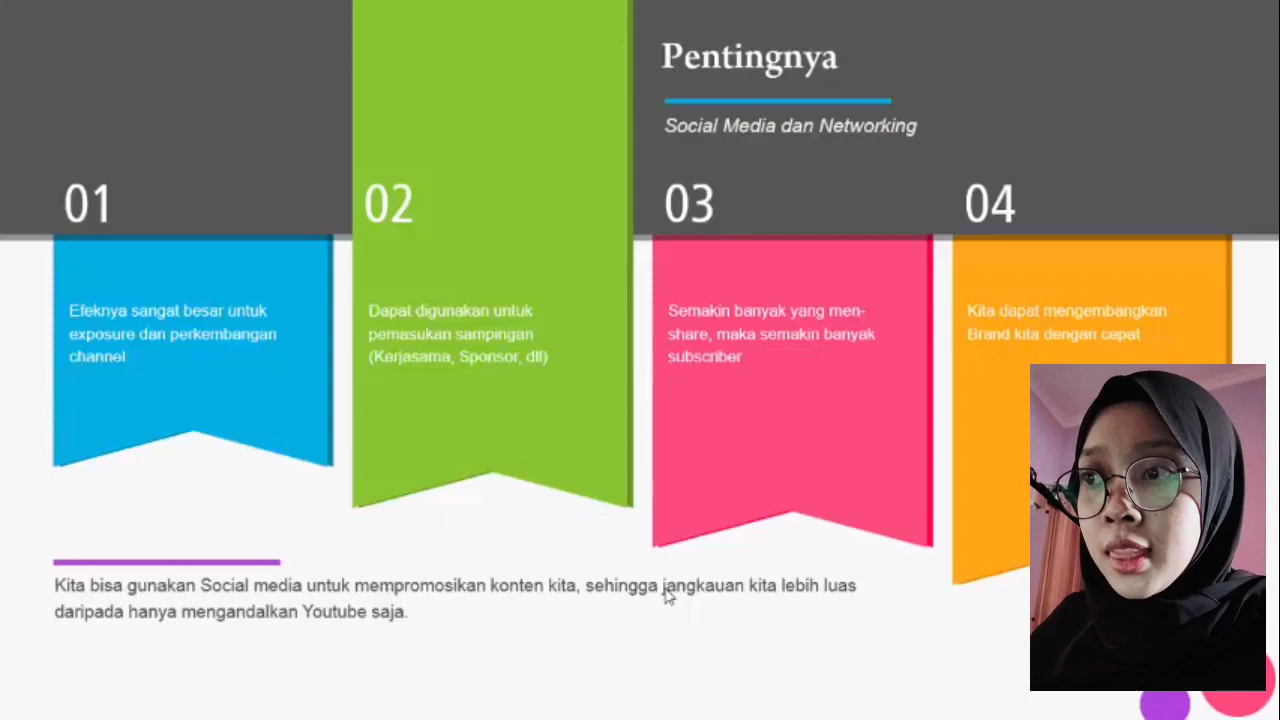 Pentingnya
Social Media dan Networking
01
Efeknya sangat besar untuk
exposure dan perkembangan
channel
02
Dapat digunakan untuk
pemasukan sampingan
(Kerjasama, Sponsor, dll)
03
Semakin banyak yang men-
share, maka semakin banyak
subscriber
04
Kita dapat mengembangkan
Brand kita dengan cepat
Kita bisa gunakan Social media untuk mempromosikan konten kita, sehingga jangkauan kita lebih luas
daripada hanya mengandalkan Youtube saja.